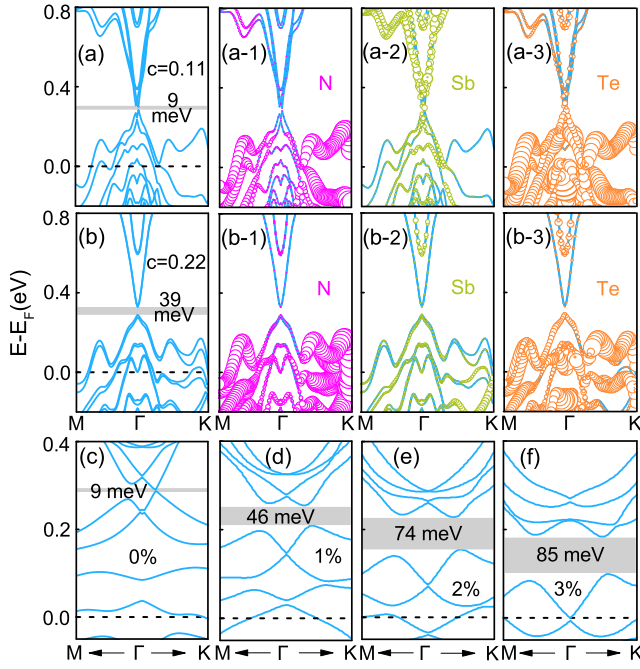 0.8
(a) (a-1) (a-2) (a-3)
c=0.11 N Sb Te
0.4
9
meV
0.0
0.8
(b) (b-1) (b-2) (b-3)
c=0.22 N Sb Te
0.4
39
meV
0.0
E-E_F(eV)
M Γ K M Γ K M Γ K M Γ K
0.4
(c) (d) (e) (f)
9 meV 46 meV 74 meV 85 meV
0.2
0% 1% 2% 3%
0.0
M ← Γ → K M ← Γ → K M ← Γ → K M ← Γ → K